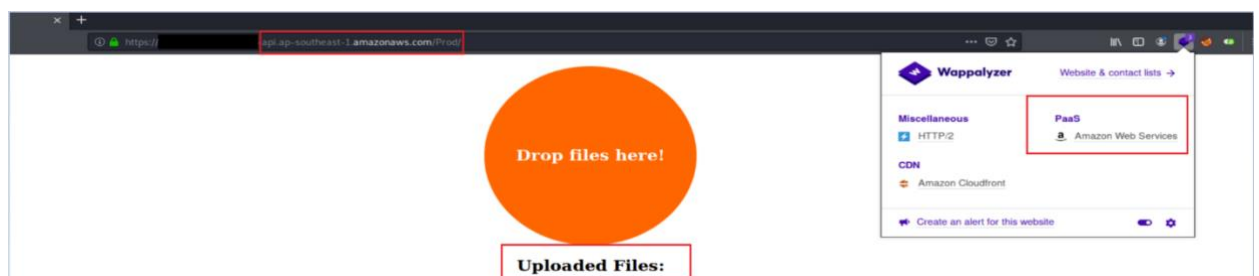 × +
https:// api.ap-southeast-1.amazonaws.com/Prod/
Wappalyzer Website & contact lists →
Miscellaneous PaaS
HTTP/2 Amazon Web Services
CDN
Amazon Cloudfront
Create an alert for this website
Drop files here!
Uploaded Files: